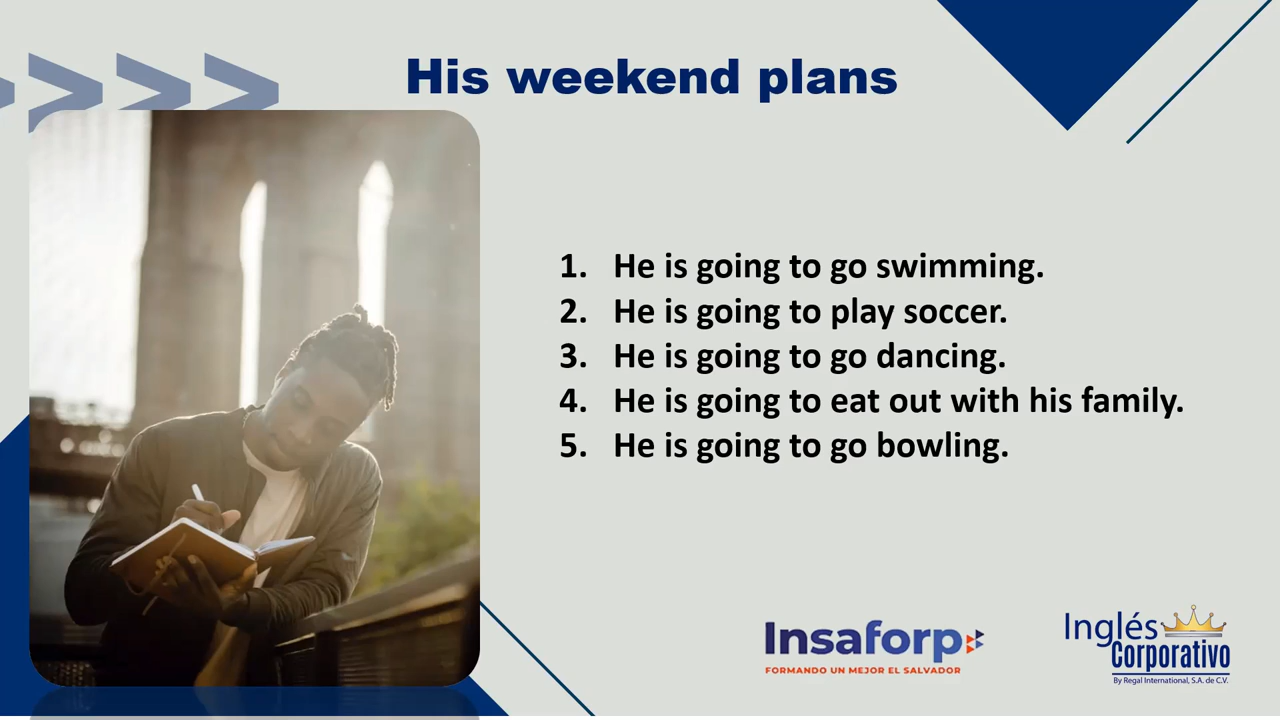 His weekend plans
1. He is going to go swimming.
2. He is going to play soccer.
3. He is going to go dancing.
4. He is going to eat out with his family.
5. He is going to go bowling.
Insaforp
FORMANDO UN MEJOR EL SALVADOR
Inglés
Corporativo
By Regal International, S.A. de C.V.